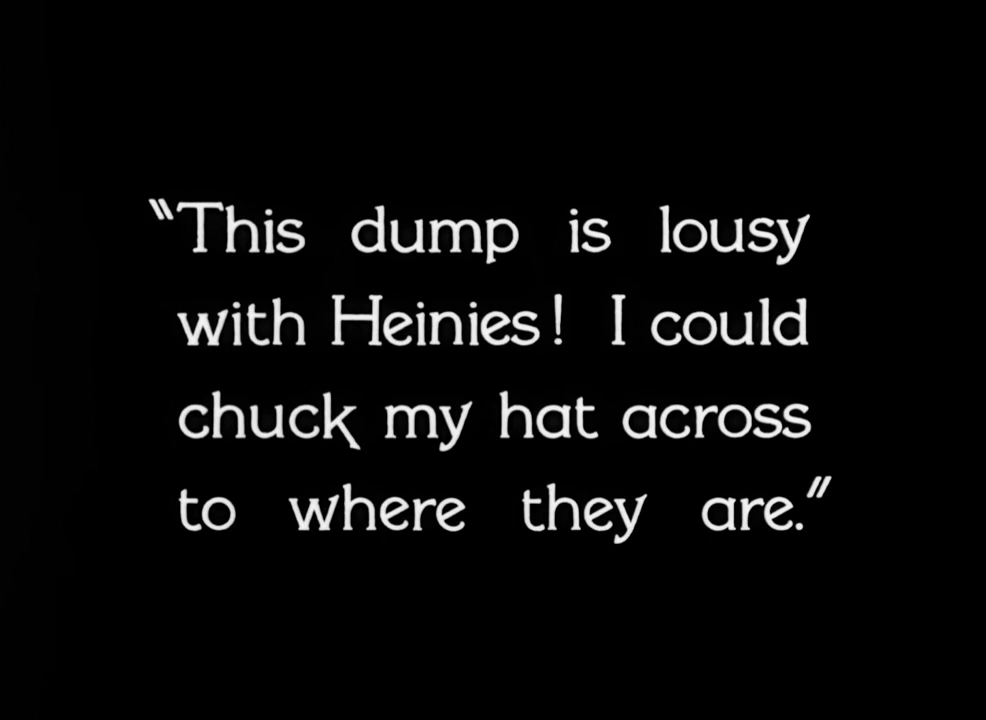 “This dump is lousy
with Heinies! I could
chuck my hat across
to where they are.”